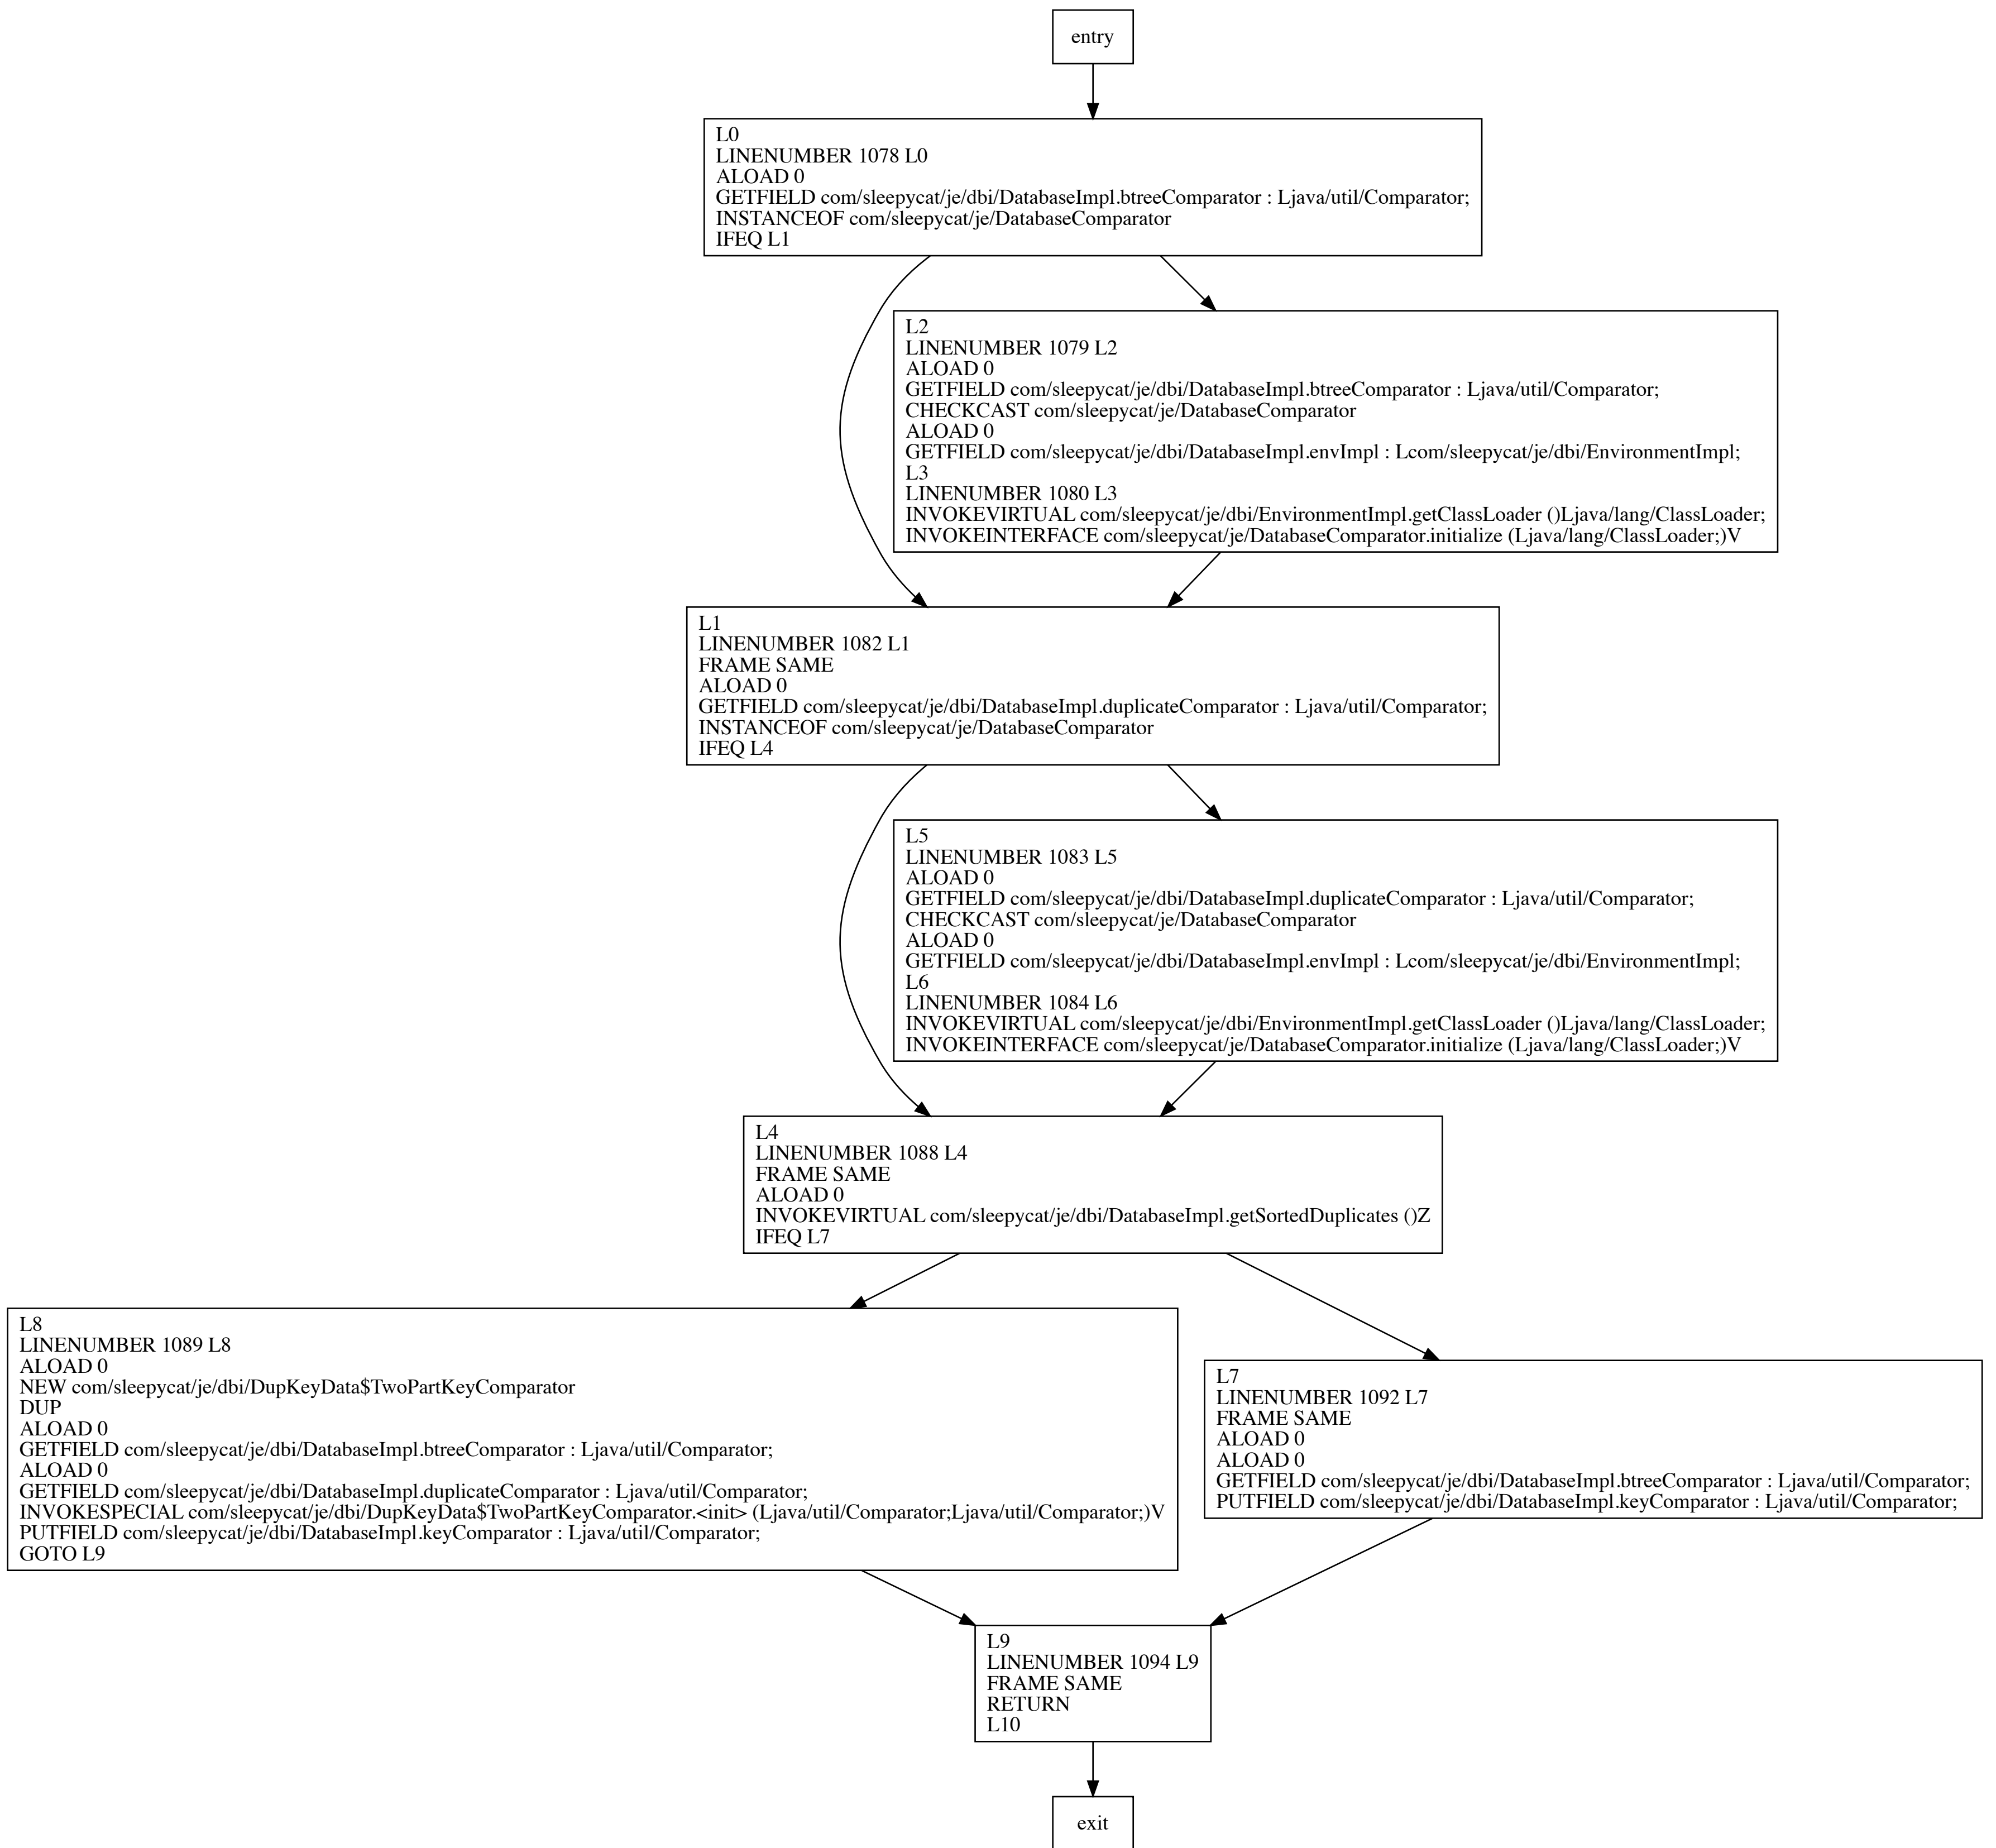 entry
L0
LINENUMBER 1078 L0
ALOAD 0
GETFIELD com/sleepycat/je/dbi/DatabaseImpl.btreeComparator : Ljava/util/Comparator;
INSTANCEOF com/sleepycat/je/DatabaseComparator
IFEQ L1
L2
LINENUMBER 1079 L2
ALOAD 0
GETFIELD com/sleepycat/je/dbi/DatabaseImpl.btreeComparator : Ljava/util/Comparator;
CHECKCAST com/sleepycat/je/DatabaseComparator
ALOAD 0
GETFIELD com/sleepycat/je/dbi/DatabaseImpl.envImpl : Lcom/sleepycat/je/dbi/EnvironmentImpl;
L3
LINENUMBER 1080 L3
INVOKEVIRTUAL com/sleepycat/je/dbi/EnvironmentImpl.getClassLoader ()Ljava/lang/ClassLoader;
INVOKEINTERFACE com/sleepycat/je/DatabaseComparator.initialize (Ljava/lang/ClassLoader;)V
L1
LINENUMBER 1082 L1
FRAME SAME
ALOAD 0
GETFIELD com/sleepycat/je/dbi/DatabaseImpl.duplicateComparator : Ljava/util/Comparator;
INSTANCEOF com/sleepycat/je/DatabaseComparator
IFEQ L4
L5
LINENUMBER 1083 L5
ALOAD 0
GETFIELD com/sleepycat/je/dbi/DatabaseImpl.duplicateComparator : Ljava/util/Comparator;
CHECKCAST com/sleepycat/je/DatabaseComparator
ALOAD 0
GETFIELD com/sleepycat/je/dbi/DatabaseImpl.envImpl : Lcom/sleepycat/je/dbi/EnvironmentImpl;
L6
LINENUMBER 1084 L6
INVOKEVIRTUAL com/sleepycat/je/dbi/EnvironmentImpl.getClassLoader ()Ljava/lang/ClassLoader;
INVOKEINTERFACE com/sleepycat/je/DatabaseComparator.initialize (Ljava/lang/ClassLoader;)V
L4
LINENUMBER 1088 L4
FRAME SAME
ALOAD 0
INVOKEVIRTUAL com/sleepycat/je/dbi/DatabaseImpl.getSortedDuplicates ()Z
IFEQ L7
L8
LINENUMBER 1089 L8
ALOAD 0
NEW com/sleepycat/je/dbi/DupKeyData$TwoPartKeyComparator
DUP
ALOAD 0
GETFIELD com/sleepycat/je/dbi/DatabaseImpl.btreeComparator : Ljava/util/Comparator;
ALOAD 0
GETFIELD com/sleepycat/je/dbi/DatabaseImpl.duplicateComparator : Ljava/util/Comparator;
INVOKESPECIAL com/sleepycat/je/dbi/DupKeyData$TwoPartKeyComparator.<init> (Ljava/util/Comparator;Ljava/util/Comparator;)V
PUTFIELD com/sleepycat/je/dbi/DatabaseImpl.keyComparator : Ljava/util/Comparator;
GOTO L9
L7
LINENUMBER 1092 L7
FRAME SAME
ALOAD 0
ALOAD 0
GETFIELD com/sleepycat/je/dbi/DatabaseImpl.btreeComparator : Ljava/util/Comparator;
PUTFIELD com/sleepycat/je/dbi/DatabaseImpl.keyComparator : Ljava/util/Comparator;
L9
LINENUMBER 1094 L9
FRAME SAME
RETURN
L10
exit